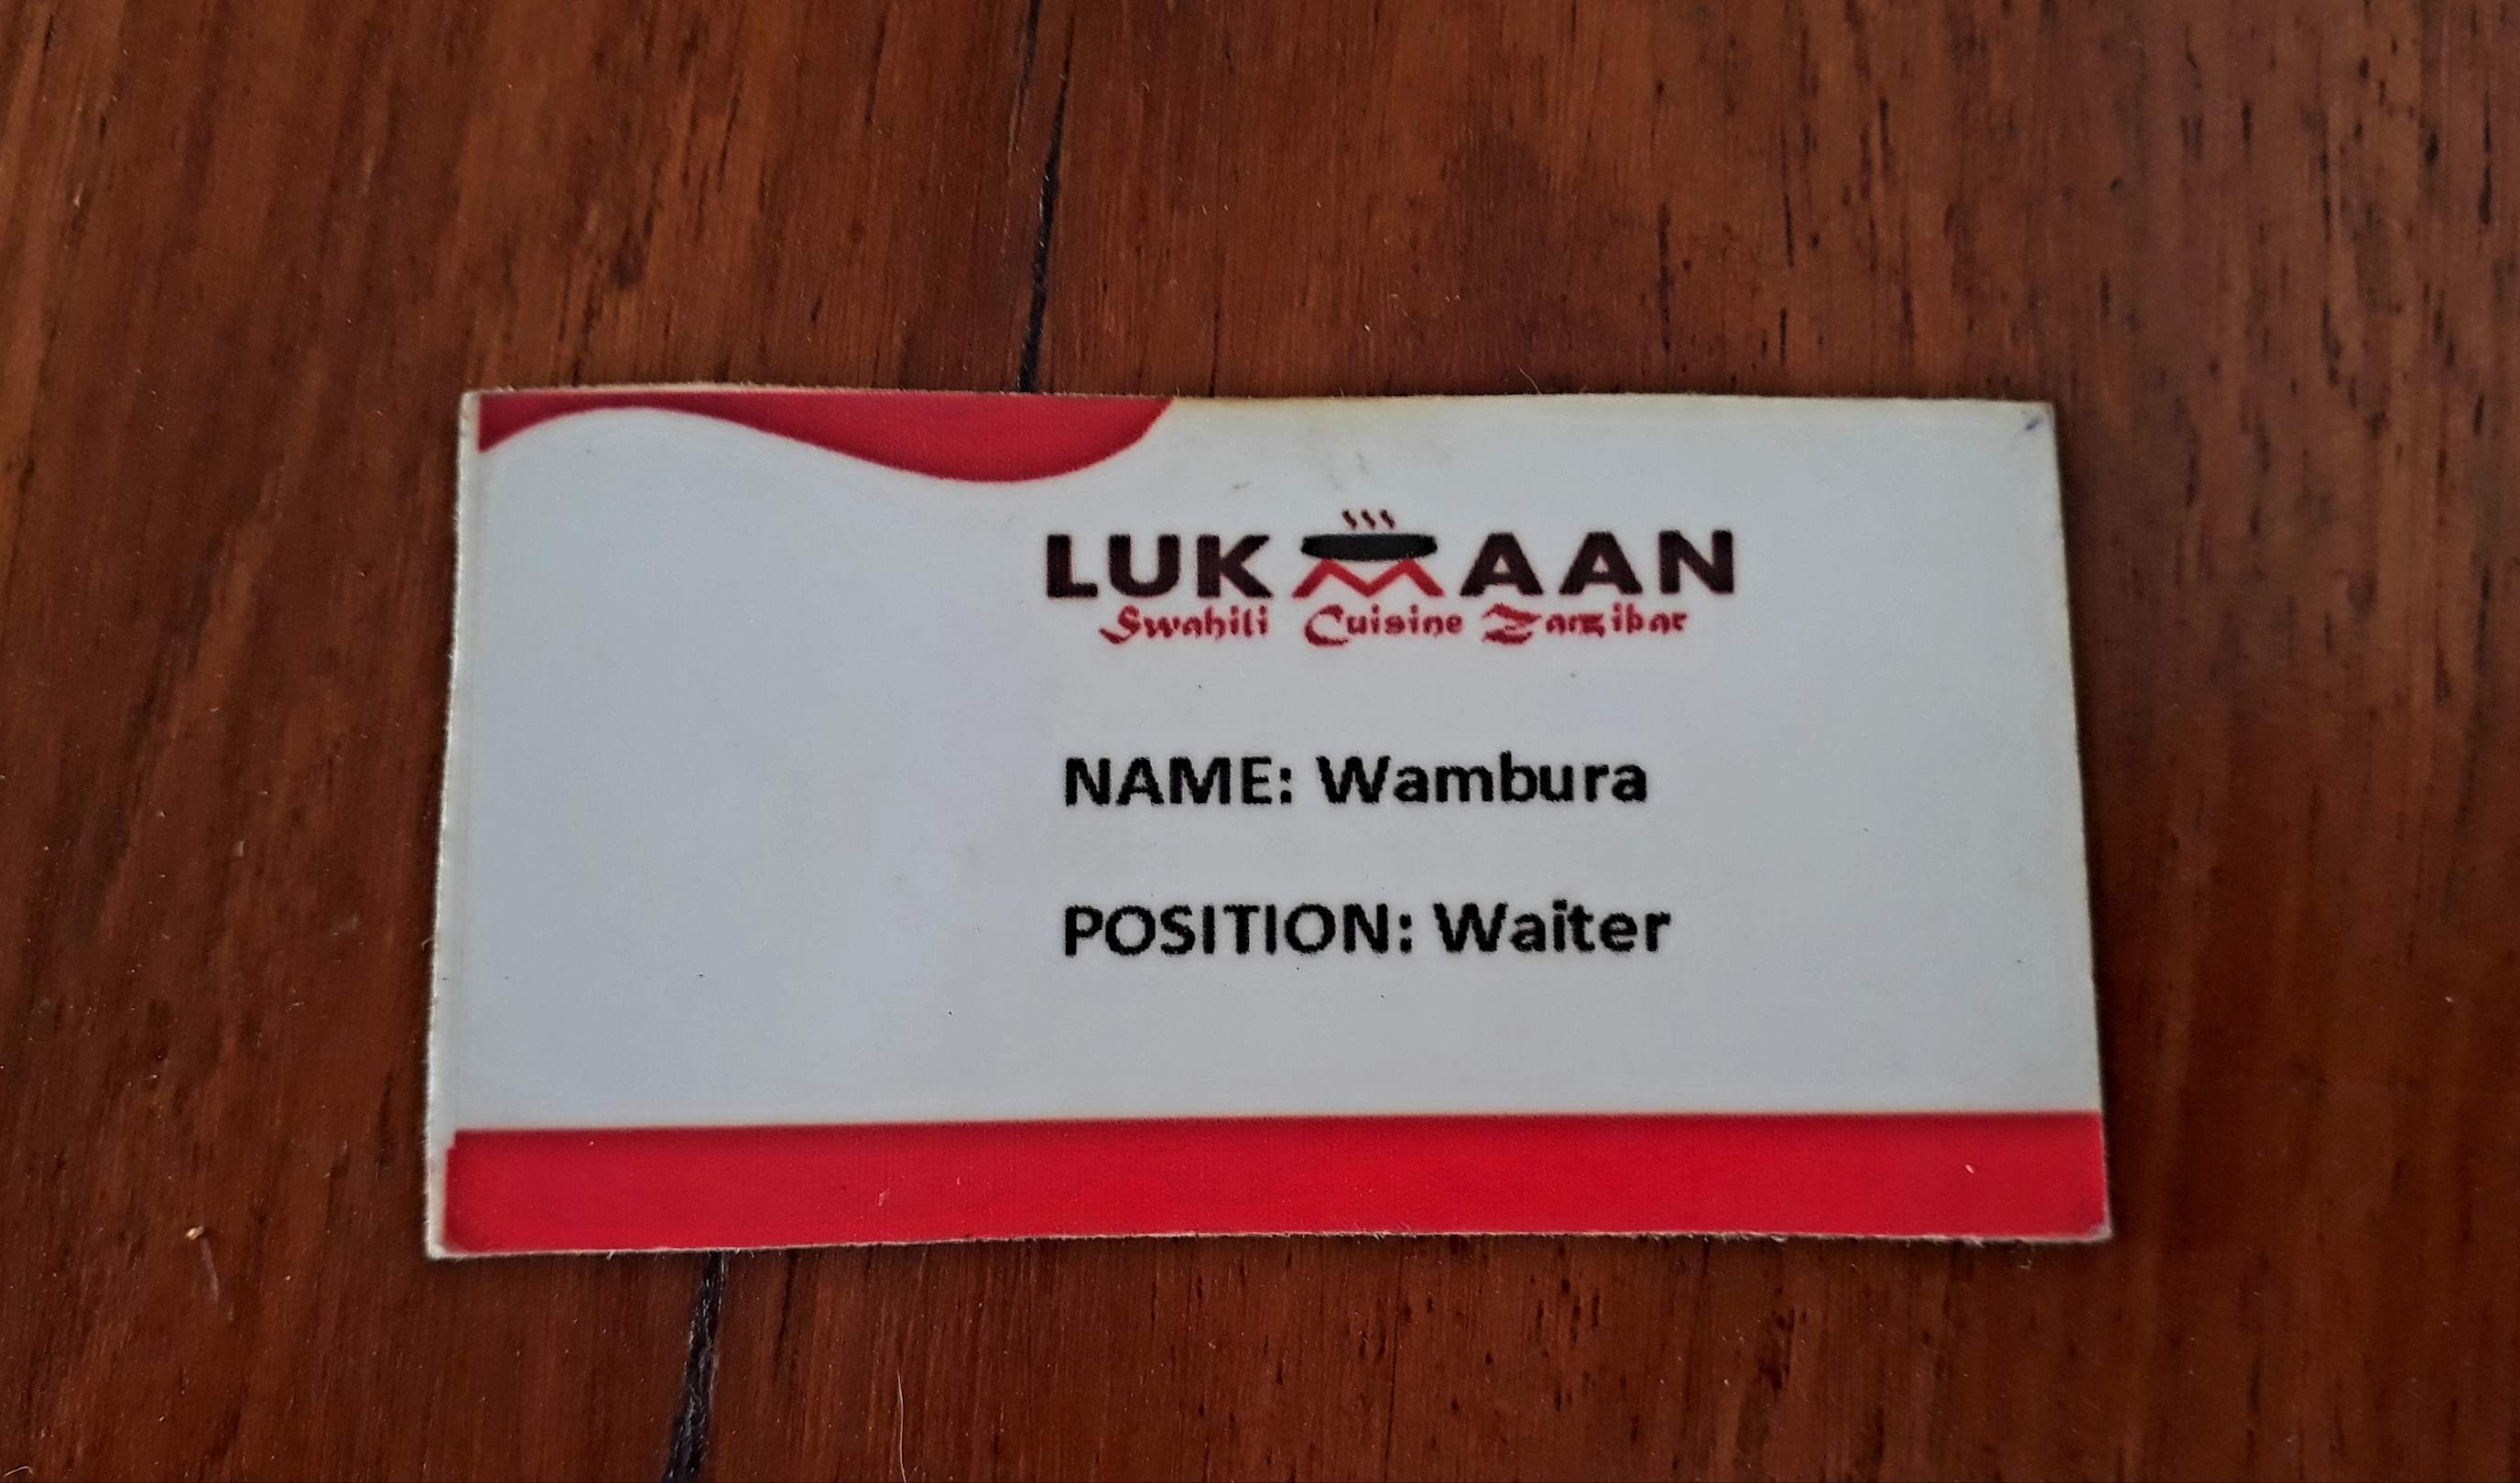 LUKMAAN
Swahili Cuisine Zanzibar
NAME: Wambura
POSITION: Waiter